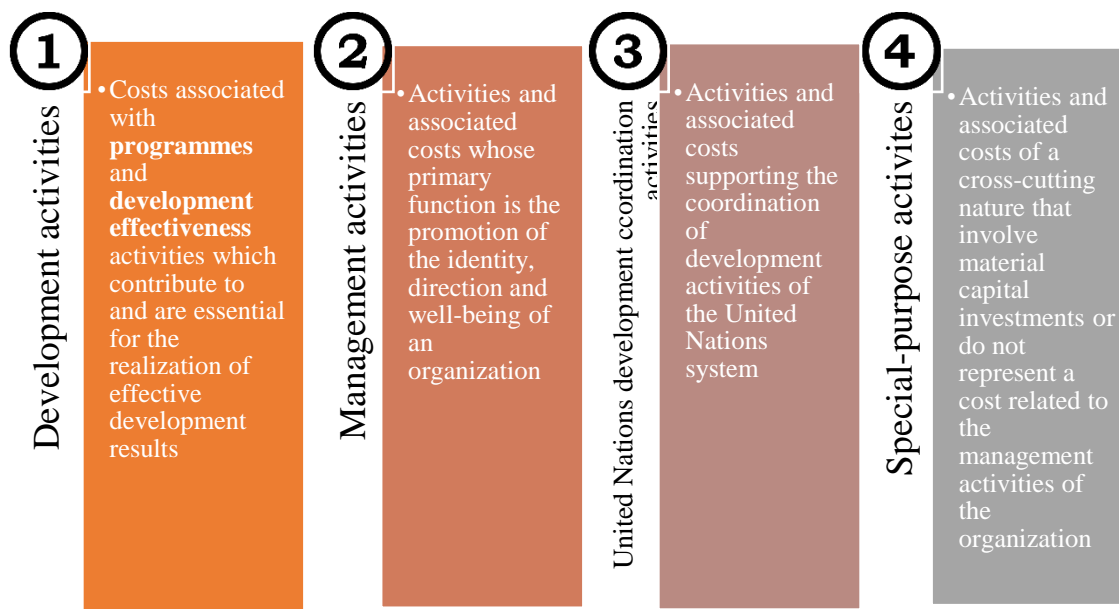 1
Development activities
•Costs associated
with
programmes
and
development
effectiveness
activities which
contribute to
and are essential
for the
realization of
effective
development
results
2
Management activities
•Activities and
associated
costs whose
primary
function is the
promotion of
the identity,
direction and
well-being of
an
organization
3
United Nations development ccordination
activities
•Activities and
associated
costs
supporting the
coordination
of
development
activities of
the United
Nations
system
4
Special-purpose activites
•Activities and
associated
costs of a
cross-cutting
nature that
involve
material
capital
investments or
do not
represent a
cost related to
the
management
activities of
the
organization